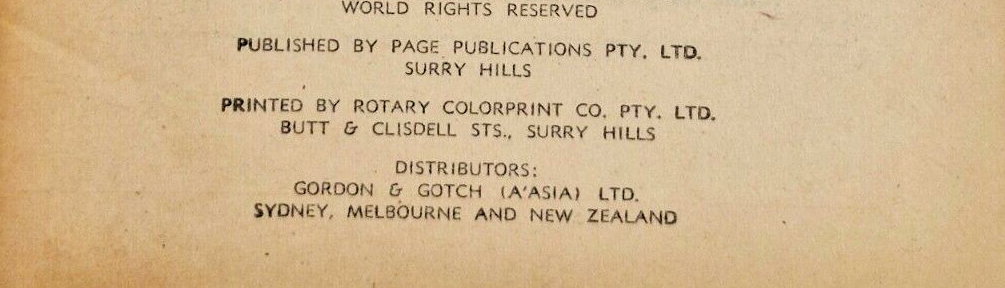 WORLD RIGHTS RESERVED
PUBLISHED BY PAGE PUBLICATIONS PTY. LTD.
SURRY HILLS
PRINTED BY ROTARY COLORPRINT CO. PTY. LTD.
BUTT & CLISDELL STS., SURRY HILLS
DISTRIBUTORS:
GORDON & GOTCH (A'ASIA) LTD.
SYDNEY, MELBOURNE AND NEW ZEALAND